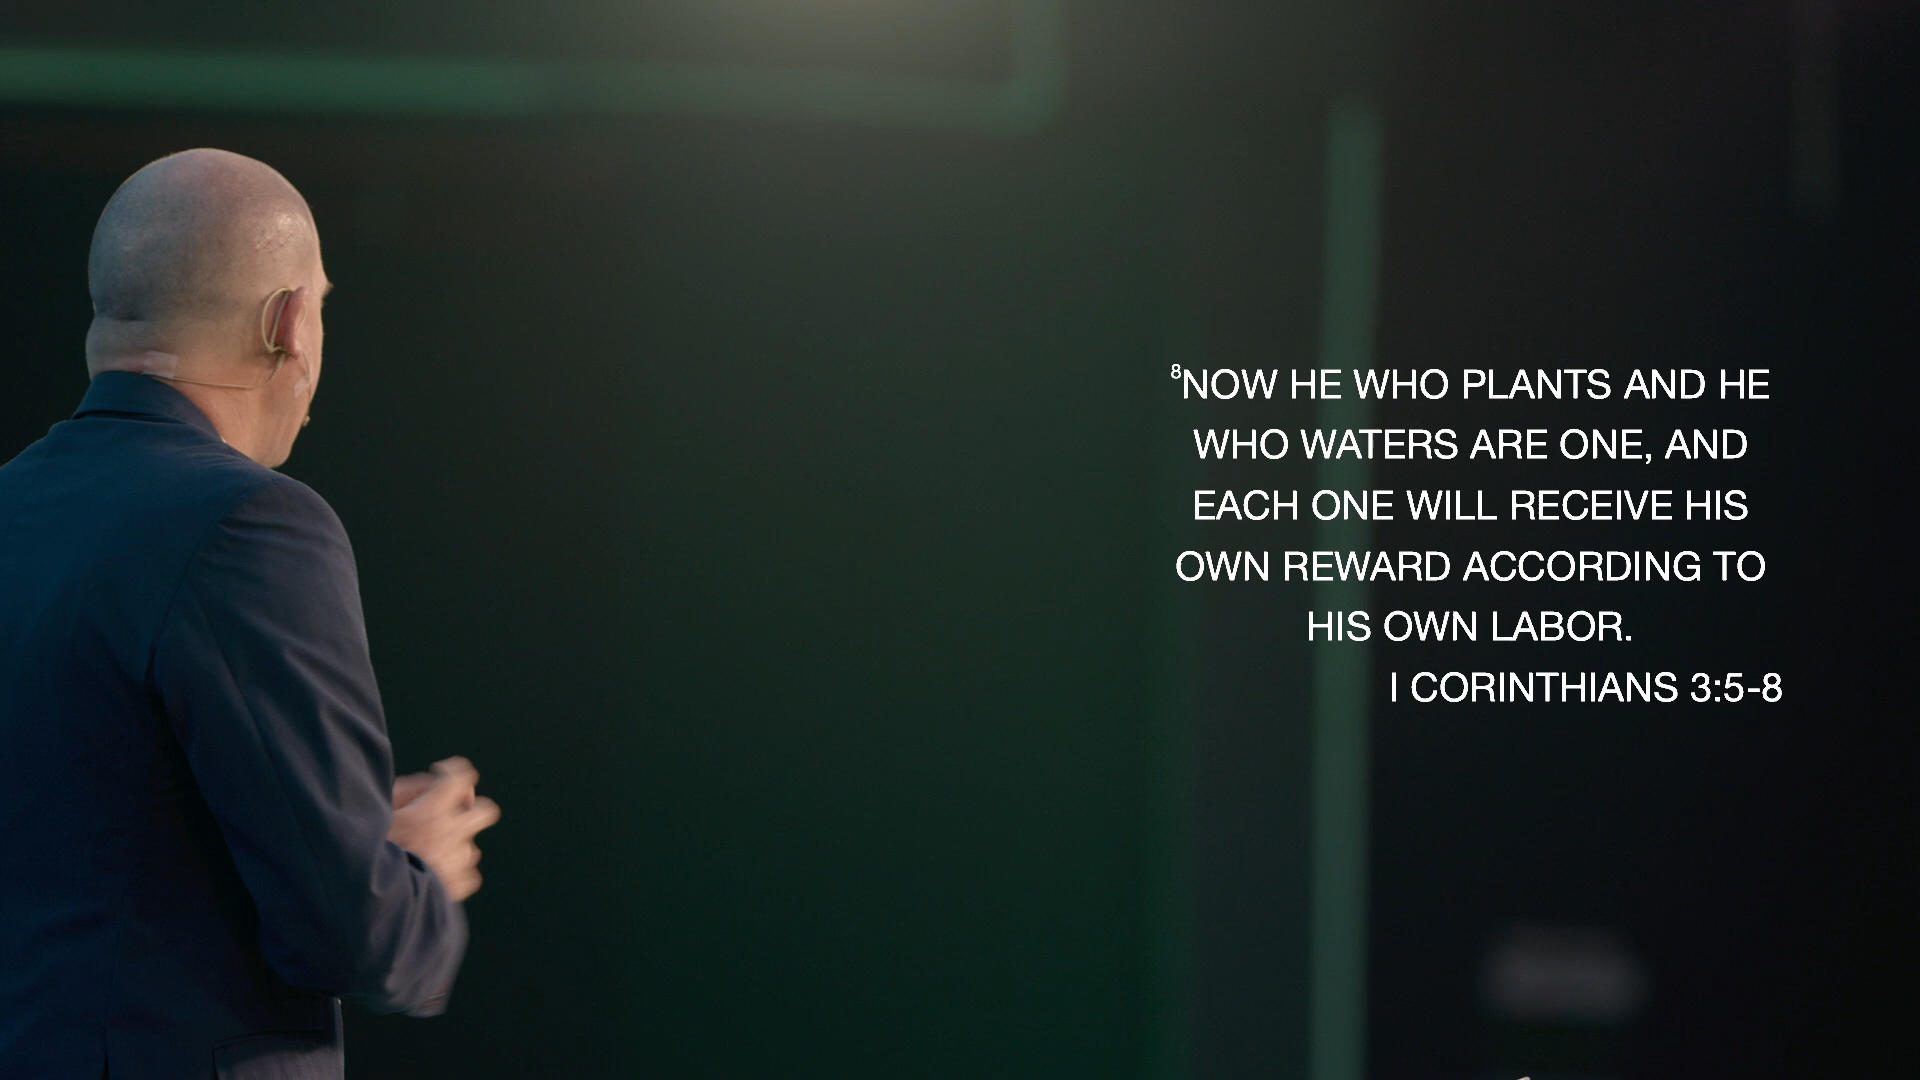 ⁸NOW HE WHO PLANTS AND HE
WHO WATERS ARE ONE, AND
EACH ONE WILL RECEIVE HIS
OWN REWARD ACCORDING TO
HIS OWN LABOR.
I CORINTHIANS 3:5-8